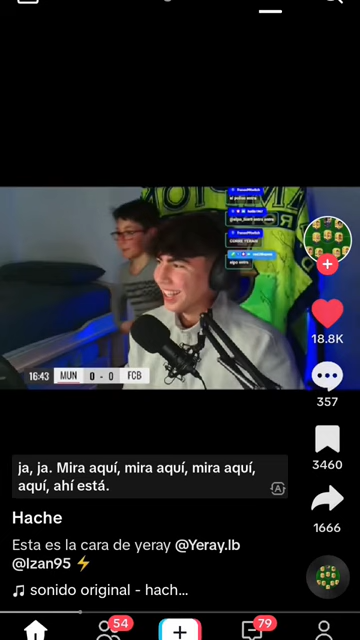 16:43 MUN 0 - 0 FCB
18.8K
357
3460
1666
ja, ja. Mira aquí, mira aquí, mira aquí,
aquí, ahí está.
Hache
Esta es la cara de yeray @Yeray.lb
@Izan95
sonido original - hach...
54
79